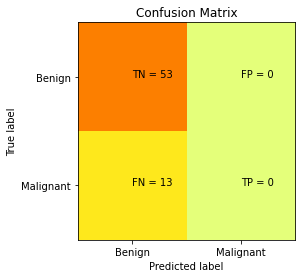 Confusion Matrix
True label
Benign
TN = 53
FP = 0
Malignant
FN = 13
TP = 0
Benign
Malignant
Predicted label